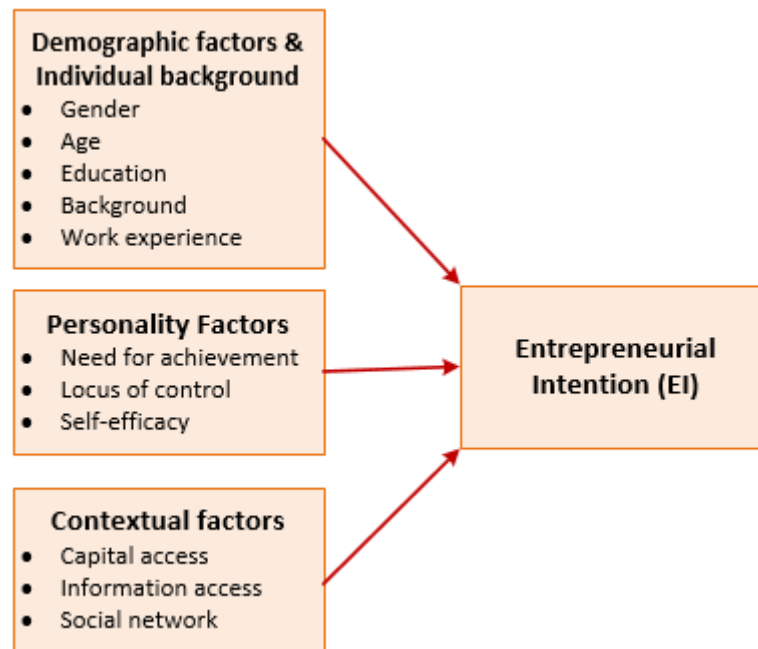 Demographic factors &
Individual background
● Gender
● Age
● Education
● Background
● Work experience
Personality Factors
● Need for achievement
● Locus of control
● Self-efficacy
Contextual factors
● Capital access
● Information access
● Social network
Entrepreneurial
Intention (EI)